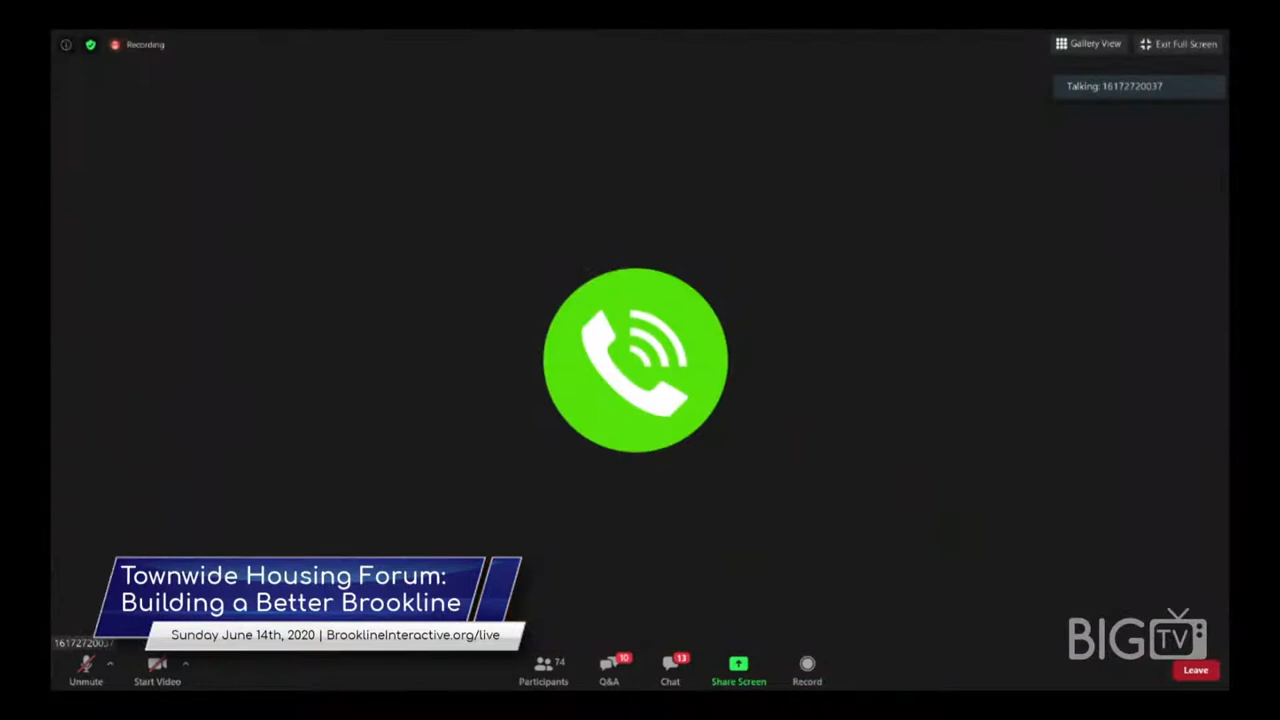 Recording
Gallery View
Exit Full Screen
Talking: 16172720037
Townwide Housing Forum:
Building a Better Brookline
Sunday June 14th, 2020 | BrooklineInteractive.org/live
16172720037
BIG TV
Unmute
Start Video
74
Participants
10
Q&A
13
Chat
Share Screen
Record
Leave